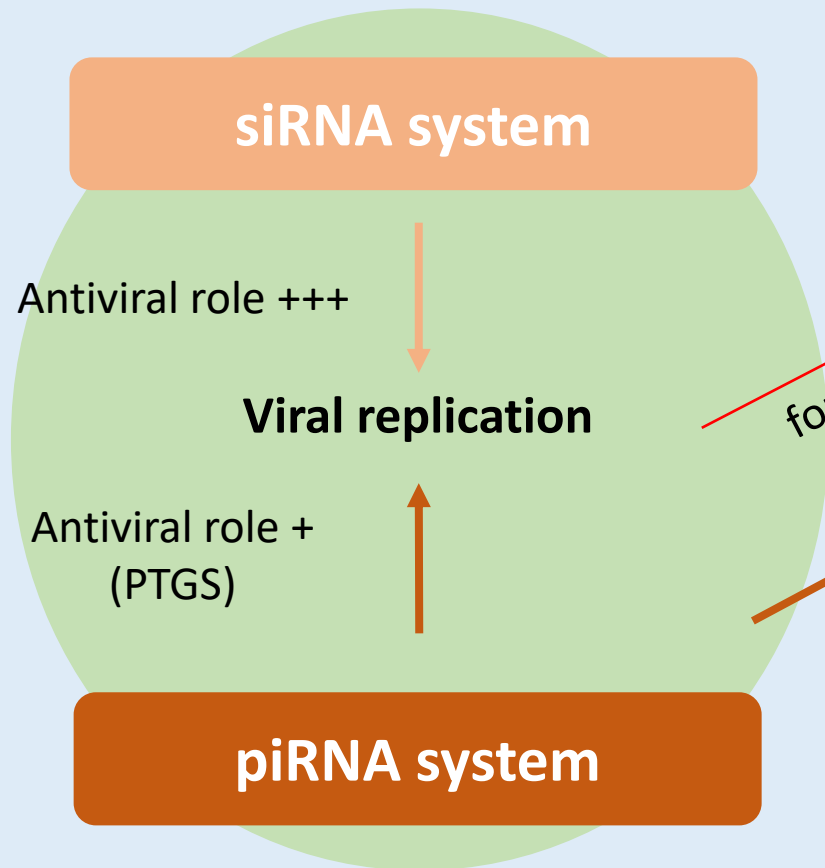 siRNA system
Antiviral role +++
Viral replication
Antiviral role +
(PTGS)
piRNA system